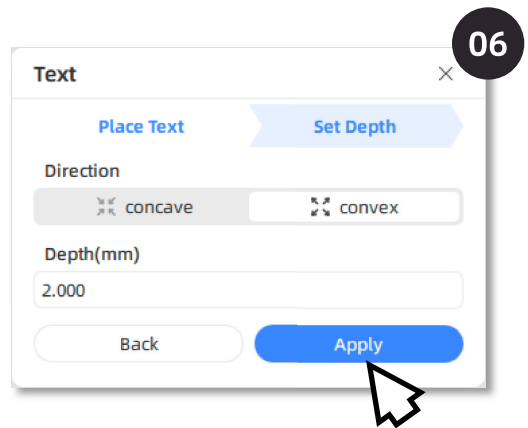 06
Text
Place Text Set Depth
Direction
concave convex
Depth(mm)
2.000
Back Apply